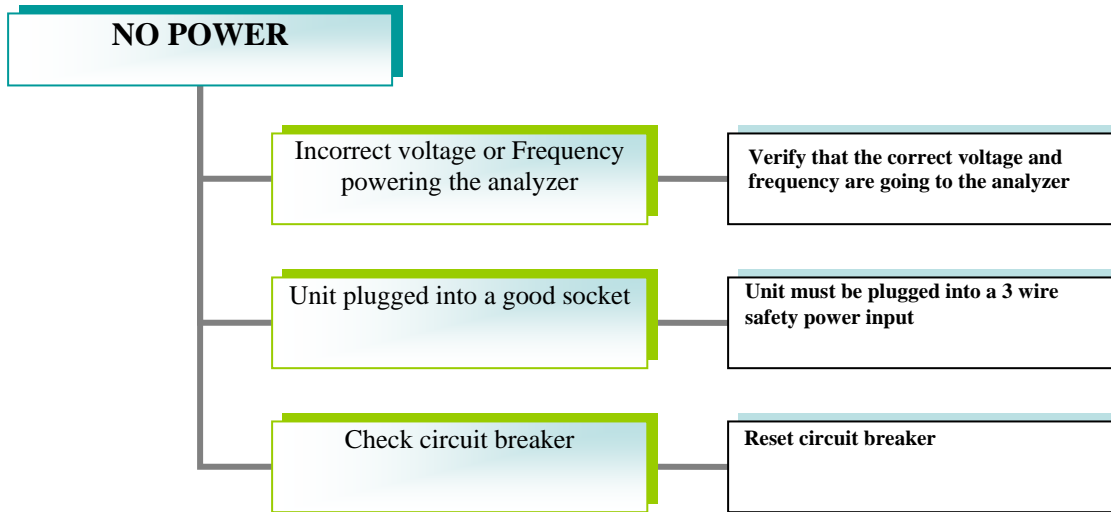 NO POWER
Incorrect voltage or Frequency
powering the analyzer
Verify that the correct voltage and
frequency are going to the analyzer
Unit plugged into a good socket
Unit must be plugged into a 3 wire
safety power input
Check circuit breaker
Reset circuit breaker